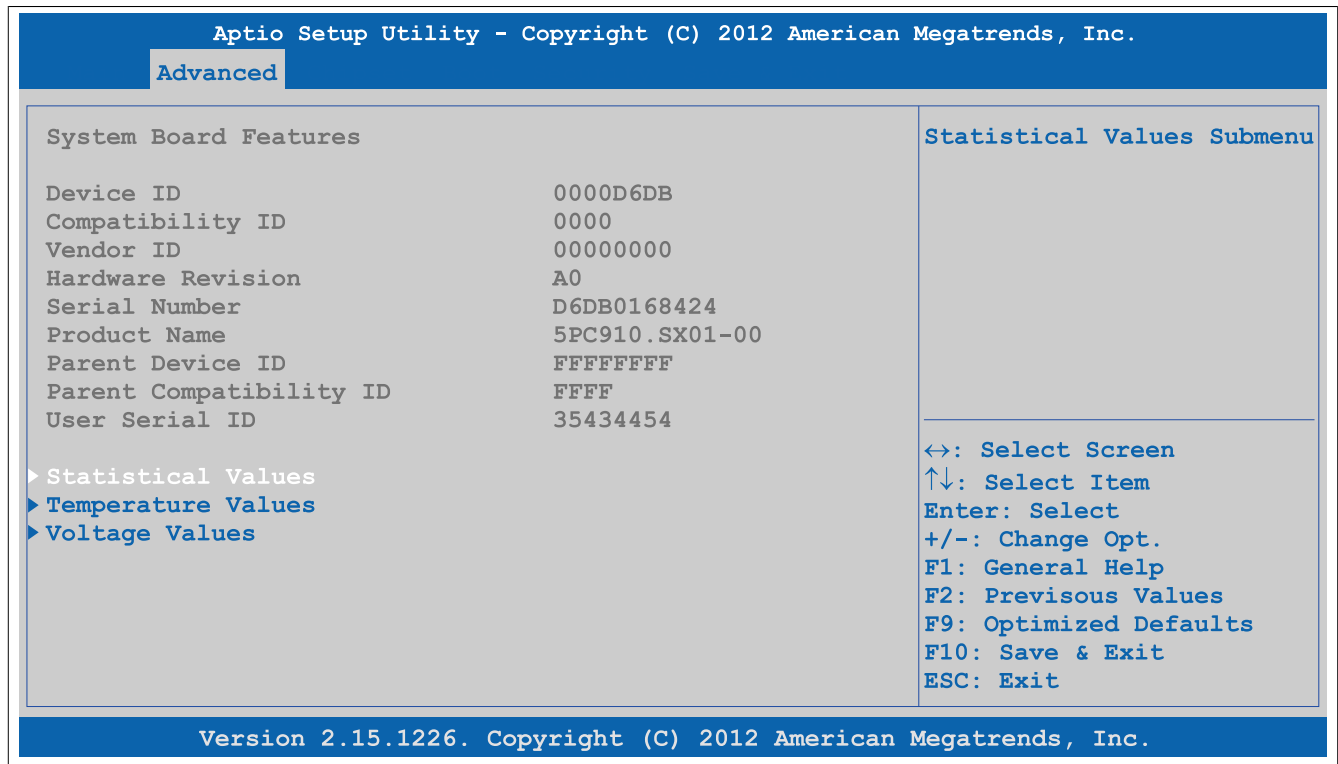 Aptio Setup Utility - Copyright (C) 2012 American Megatrends, Inc.
Advanced
System Board Features
Device ID 0000D6DB
Compatibility ID 0000
Vendor ID 00000000
Hardware Revision A0
Serial Number D6DB0168424
Product Name 5PC910.SX01-00
Parent Device ID FFFFFFFF
Parent Compatibility ID FFFF
User Serial ID 35434454
Statistical Values
Temperature Values
Voltage Values
Statistical Values Submenu
↔: Select Screen
↑↓: Select Item
Enter: Select
+/-: Change Opt.
F1: General Help
F2: Previsous Values
F9: Optimized Defaults
F10: Save & Exit
ESC: Exit
Version 2.15.1226. Copyright (C) 2012 American Megatrends, Inc.